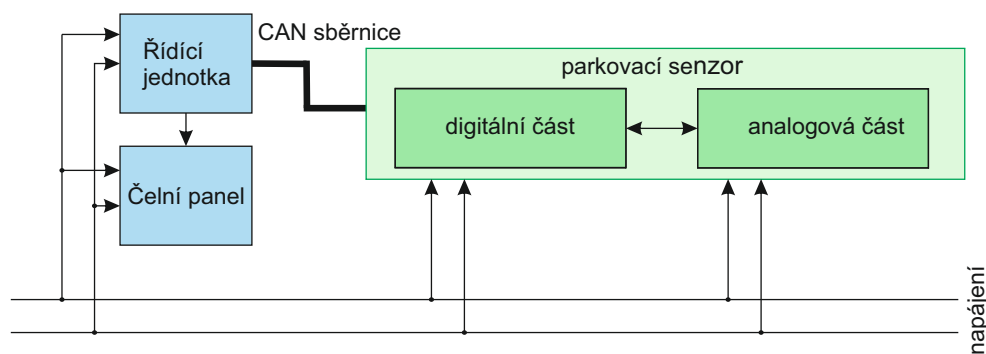 Řídící
jednotka
CAN sběrnice
parkovací senzor
digitální část
analogová část
Čelní panel
napájení